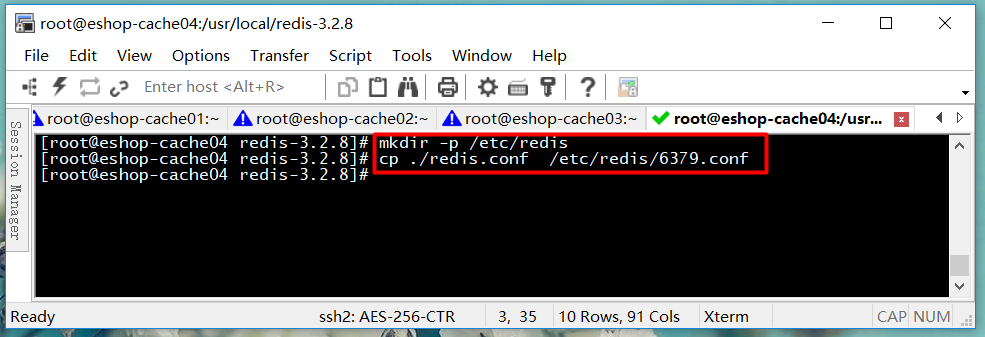 root@eshop-cache04:/usr/local/redis-3.2.8
File Edit View Options Transfer Script Tools Window Help
Enter host <Alt+R>
root@eshop-cache01:~ root@eshop-cache02:~ root@eshop-cache03:~ root@eshop-cache04:/usr...
Session Manager
[root@eshop-cache04 redis-3.2.8]# mkdir -p /etc/redis
[root@eshop-cache04 redis-3.2.8]# cp ./redis.conf  /etc/redis/6379.conf
[root@eshop-cache04 redis-3.2.8]#
Ready ssh2: AES-256-CTR 3, 35 10 Rows, 91 Cols Xterm CAP NUM